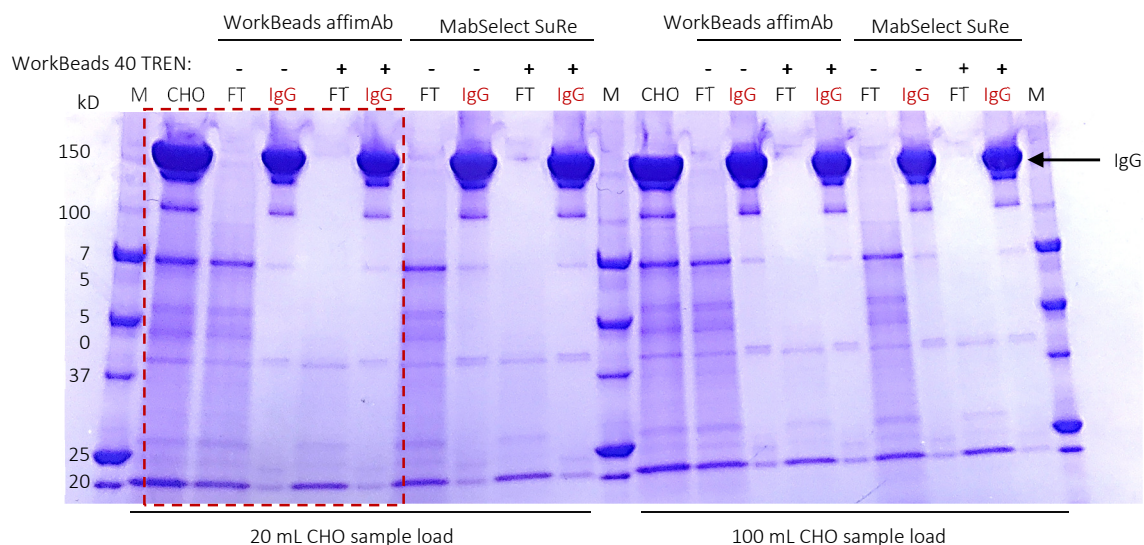 WorkBeads affimAb MabSelect SuRe WorkBeads affimAb MabSelect SuRe
WorkBeads 40 TREN: - - + + - - + + - - + + - - + +
kD M CHO FT IgG FT IgG FT IgG FT IgG M CHO FT IgG FT IgG FT IgG FT IgG M
150
IgG
100
7
5
5
0
37
25
20
20 mL CHO sample load 100 mL CHO sample load